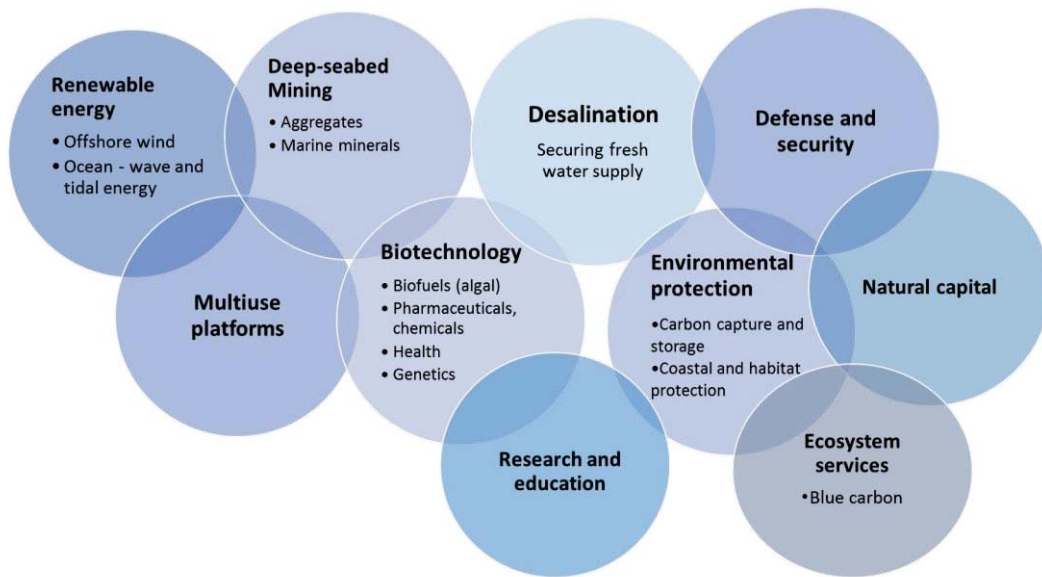 Renewable
energy
• Offshore wind
• Ocean - wave and
tidal energy
Deep-seabed
Mining
• Aggregates
• Marine minerals
Desalination
Securing fresh
water supply
Defense and
security
Multiuse
platforms
Biotechnology
• Biofuels (algal)
• Pharmaceuticals,
chemicals
• Health
• Genetics
Environmental
protection
•Carbon capture and
storage
•Coastal and habitat
protection
Natural capital
Research and
education
Ecosystem
services
•Blue carbon